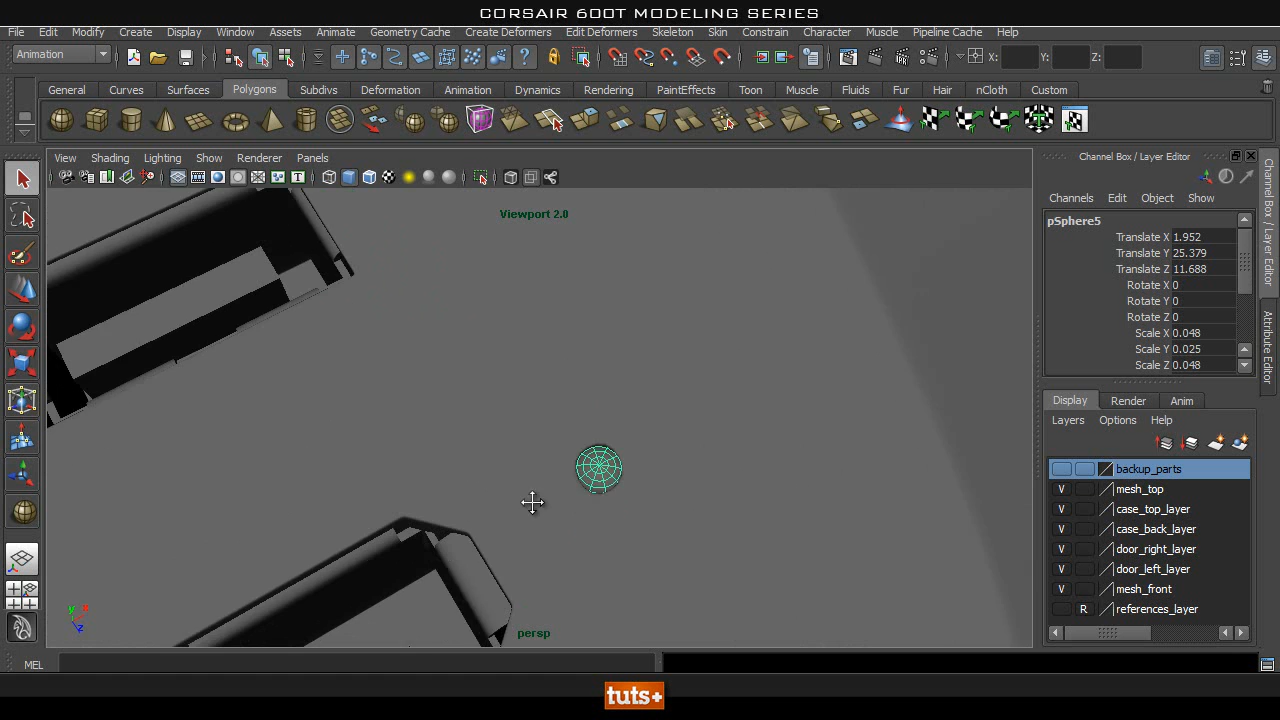 CORSAIR 600T MODELING SERIES
File Edit Modify Create Display Window Assets Animate Geometry Cache Create Deformers Edit Deformers Skeleton Skin Constrain Character Muscle Pipeline Cache Help
Animation X: Y: Z:
General Curves Surfaces Polygons Subdivs Deformation Animation Dynamics Rendering PaintEffects Toon Muscle Fluids Fur Hair nCloth Custom
View Shading Lighting Show Renderer Panels
Channel Box / Layer Editor
Channels Edit Object Show
Viewport 2.0
pSphere5
Translate X 1.952
Translate Y 25.379
Translate Z 11.688
Rotate X 0
Rotate Y 0
Rotate Z 0
Scale X 0.048
Scale Y 0.025
Scale Z 0.048
Channel Box / Layer Editor
Attribute Editor
Display Render Anim
Layers Options Help
backup_parts
V mesh_top
V case_top_layer
V case_back_layer
V door_right_layer
V door_left_layer
V mesh_front
R references_layer
y x z
persp
MEL
tuts+